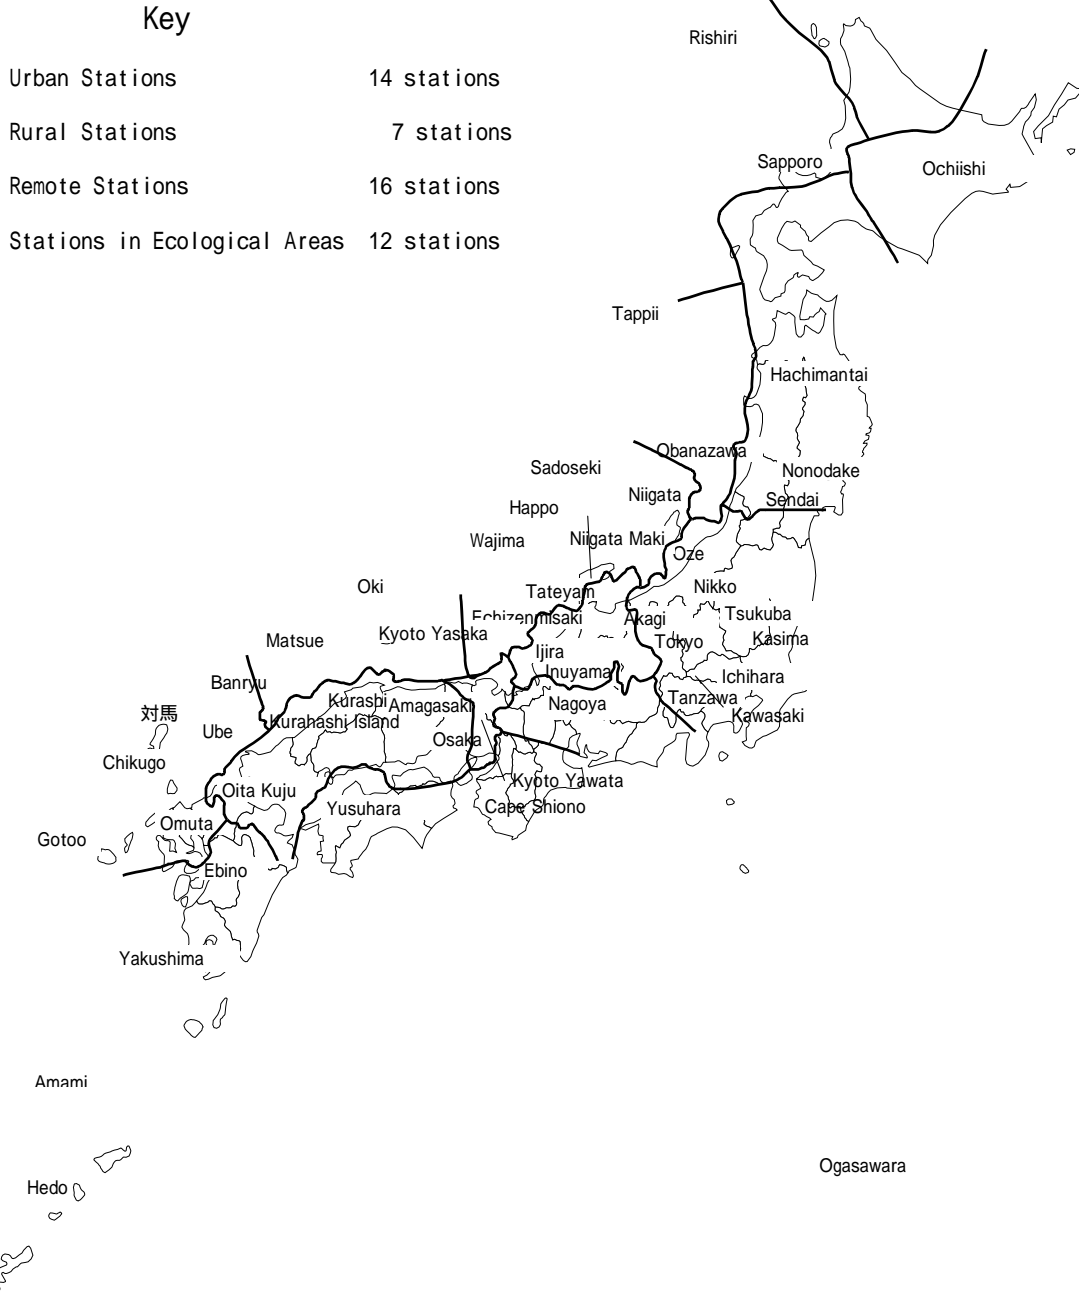 Key
Urban Stations 14 stations
Rural Stations 7 stations
Remote Stations 16 stations
Stations in Ecological Areas 12 stations
Rishiri
Sapporo
Ochiishi
Tappii
Hachimantai
Obanazawa
Sadoseki
Nonodake
Niigata
Sendai
Happo
Wajima
Niigata Maki
Oze
Oki
Nikko
Tateyam
Echizenmisaki
Akagi
Tsukuba
Kyoto Yasaka
Matsue
Tokyo
Kasima
Ijira
Inuyama
Ichihara
Banryu
Kurashi
Amagasaki
Nagoya
Tanzawa
対馬
Kurahashi Island
Kawasaki
Ube
Osaka
Chikugo
Oita Kuju
Kyoto Yawata
Yusuhara
Cape Shiono
Omuta
Gotoo
Ebino
Yakushima
Amami
Ogasawara
Hedo